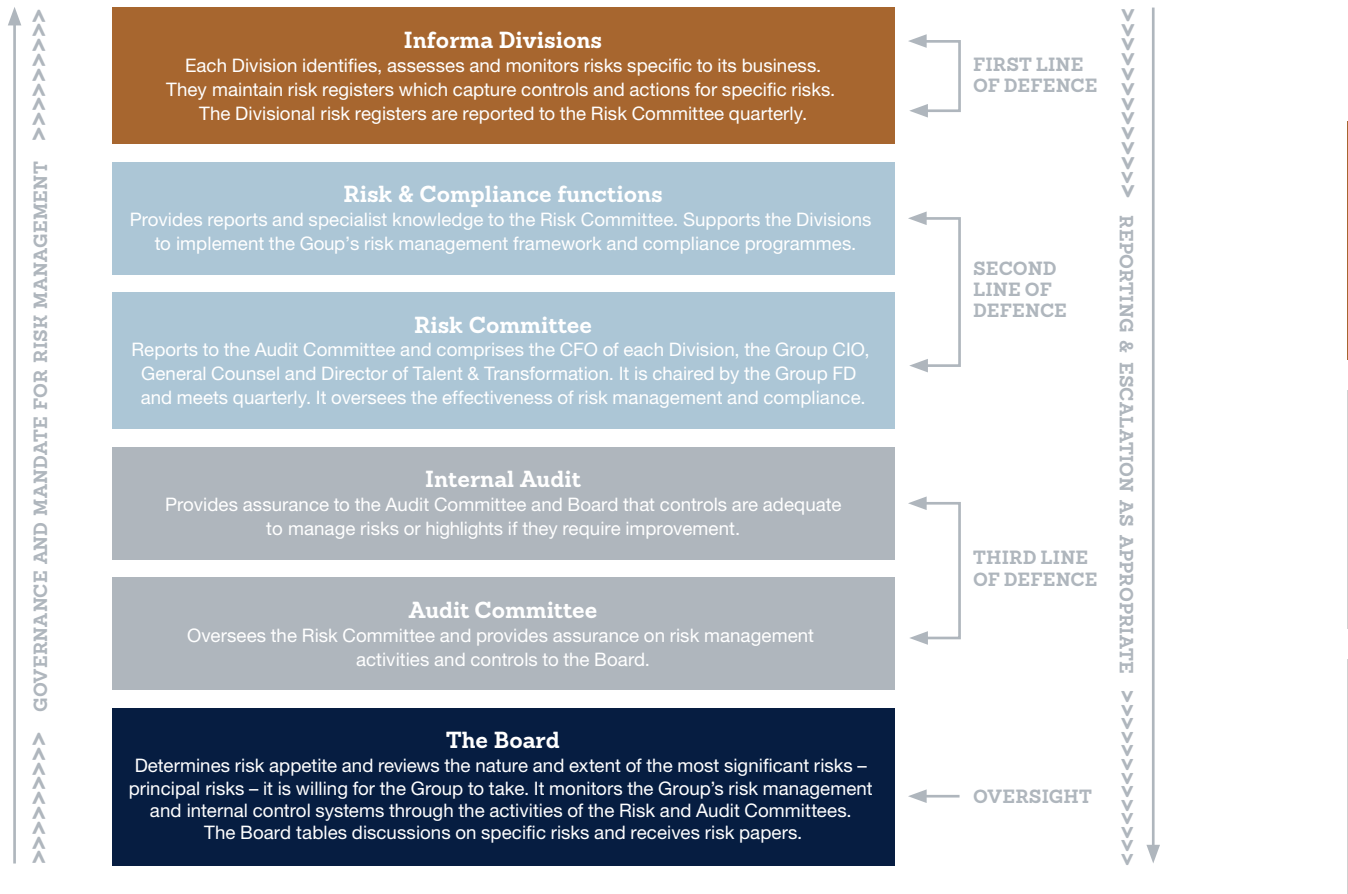 Informa Divisions
Each Division identifies, assesses and monitors risks specific to its business.
They maintain risk registers which capture controls and actions for specific risks.
The Divisional risk registers are reported to the Risk Committee quarterly.
FIRST LINE
OF DEFENCE
Risk & Compliance functions
Provides reports and specialist knowledge to the Risk Committee. Supports the Divisions
to implement the Goup’s risk management framework and compliance programmes.
SECOND
LINE OF
DEFENCE
Risk Committee
Reports to the Audit Committee and comprises the CFO of each Division, the Group CIO,
General Counsel and Director of Talent & Transformation. It is chaired by the Group FD
and meets quarterly. It oversees the effectiveness of risk management and compliance.
Internal Audit
Provides assurance to the Audit Committee and Board that controls are adequate
to manage risks or highlights if they require improvement.
THIRD LINE
OF DEFENCE
Audit Committee
Oversees the Risk Committee and provides assurance on risk management
activities and controls to the Board.
The Board
Determines risk appetite and reviews the nature and extent of the most significant risks –
principal risks – it is willing for the Group to take. It monitors the Group’s risk management
and internal control systems through the activities of the Risk and Audit Committees.
The Board tables discussions on specific risks and receives risk papers.
OVERSIGHT
GOVERNANCE AND MANDATE FOR RISK MANAGEMENT
REPORTING & ESCALATION AS APPROPRIATE